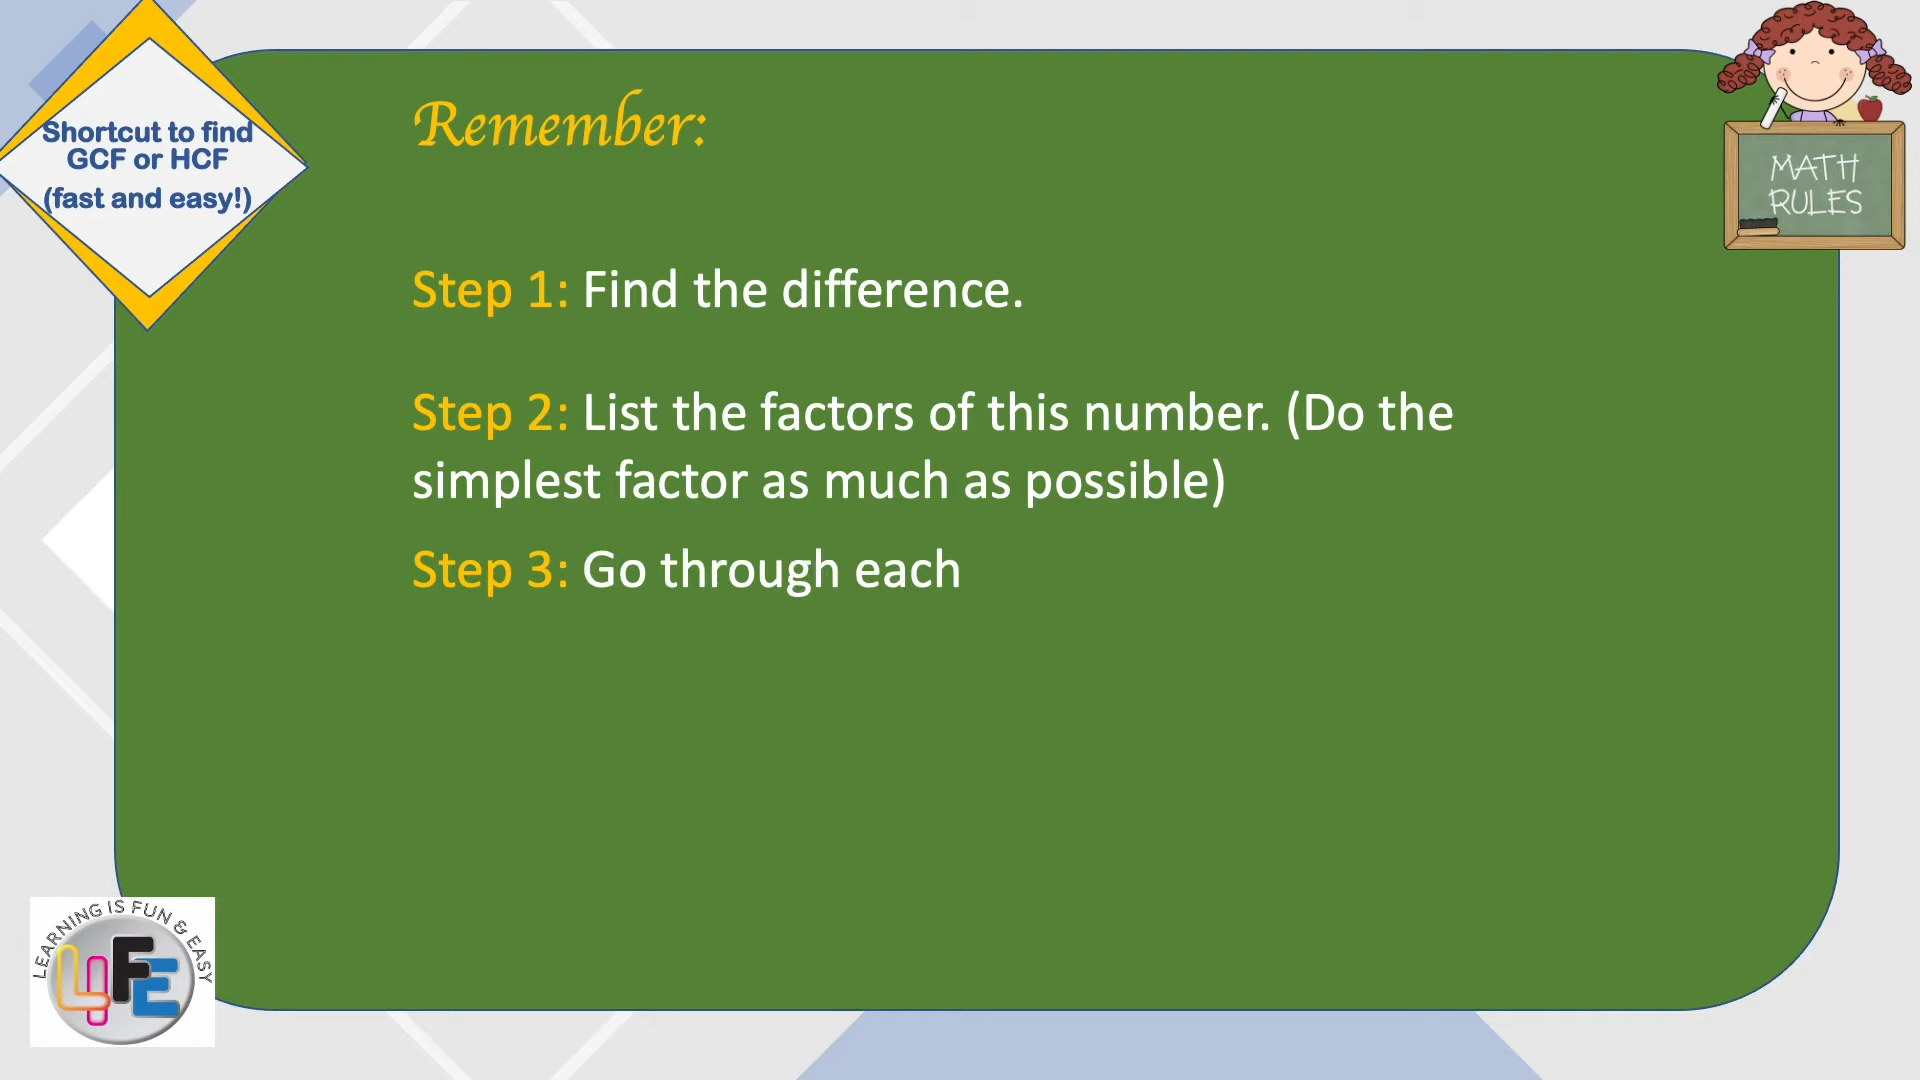 Shortcut to find
GCF or HCF
(fast and easy!)
Remember:
MATH
RULES
Step 1: Find the difference.
Step 2: List the factors of this number. (Do the
simplest factor as much as possible)
Step 3: Go through each
LEARNING IS FUN & EASY
L4FE